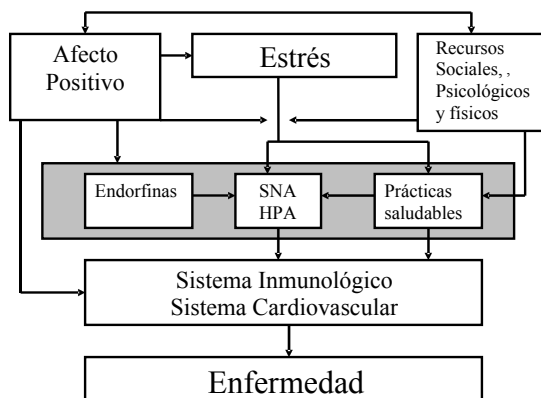 Afecto
Positivo
Estrés
Recursos
Sociales, ,
Psicológicos
y físicos
Endorfinas
SNA
HPA
Prácticas
saludables
Sistema Inmunológico
Sistema Cardiovascular
Enfermedad